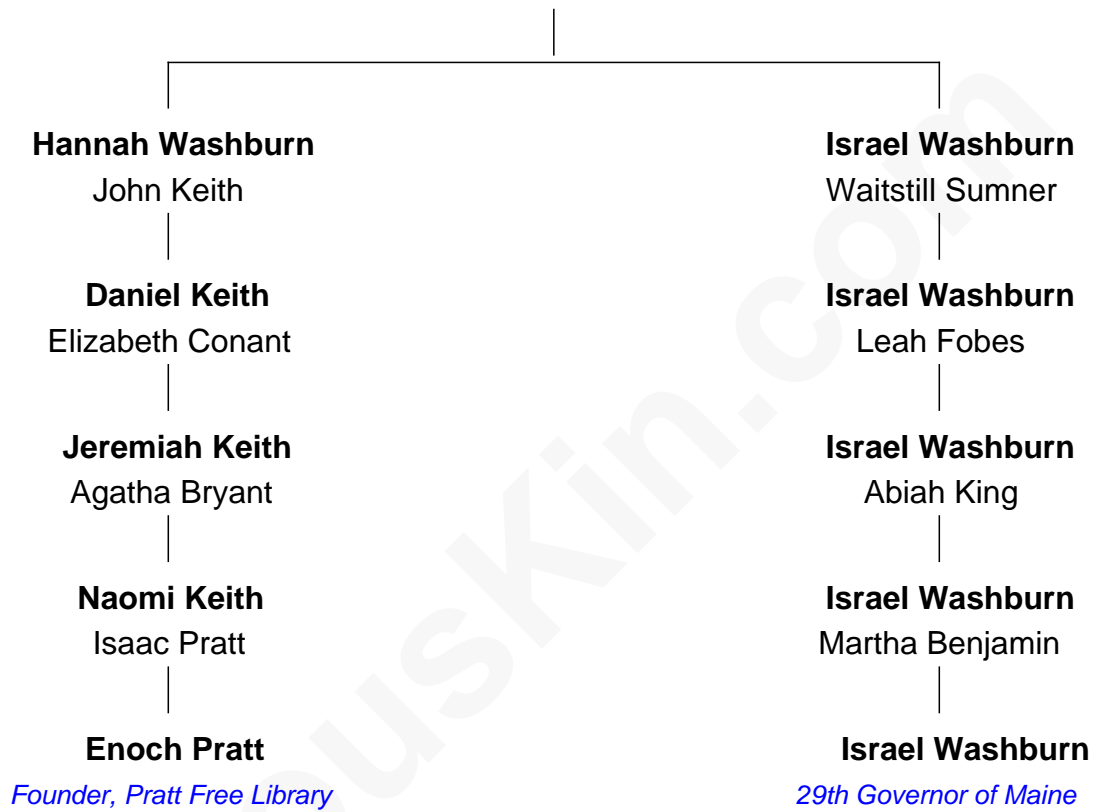 Hannah Washburn
John Keith
Israel Washburn
Waitstill Sumner
Daniel Keith
Elizabeth Conant
Israel Washburn
Leah Fobes
Jeremiah Keith
Agatha Bryant
Israel Washburn
Abiah King
Naomi Keith
Isaac Pratt
Israel Washburn
Martha Benjamin
Enoch Pratt
Founder, Pratt Free Library
Israel Washburn
29th Governor of Maine
ousKin.com